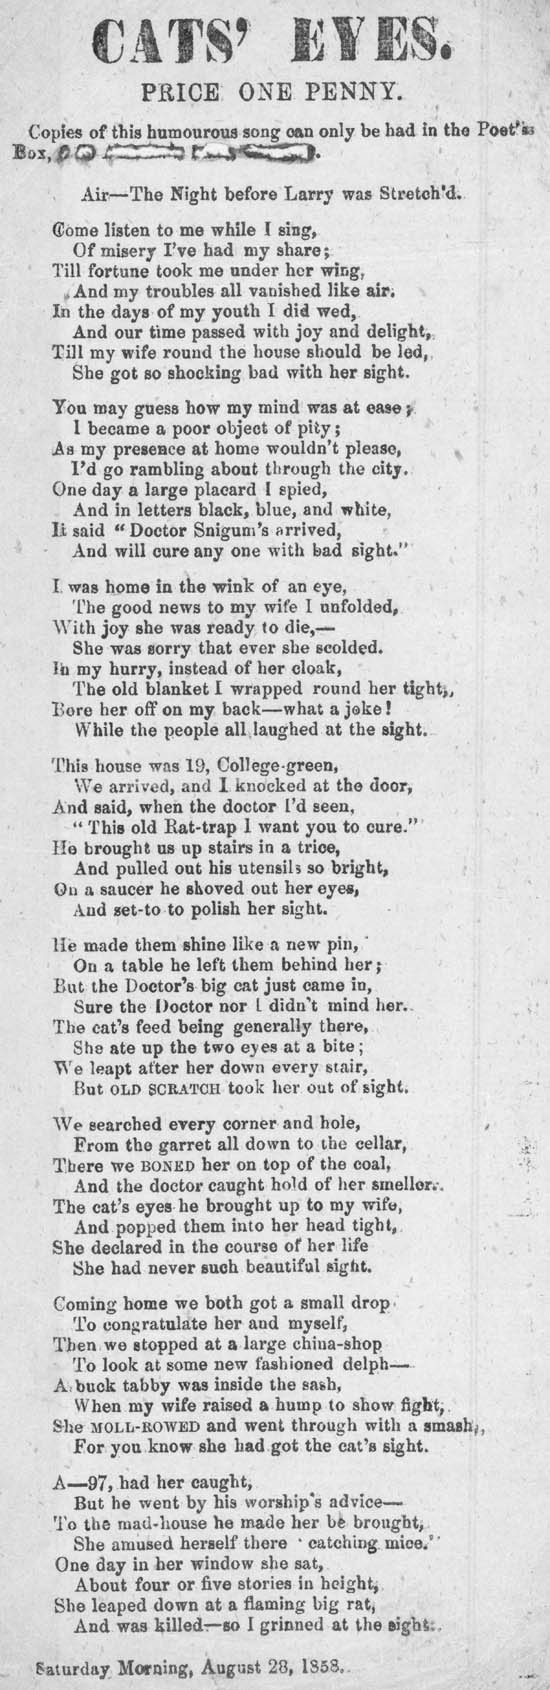 CATS' EYES.
PRICE ONE PENNY.
Copies of this humourous song can only be had in the Poet's
Box,
Air—The Night before Larry was Stretch'd.
Come listen to me while I sing,
Of misery I've had my share;
Till fortune took me under her wing,
And my troubles all vanished like air.
In the days of my youth I did wed,
And our time passed with joy and delight,
Till my wife round the house should be led,
She got so shocking bad with her sight.
You may guess how my mind was at ease;
I became a poor object of pity;
As my presence at home wouldn't please,
I'd go rambling about through the city.
One day a large placard I spied,
And in letters black, blue, and white,
It said "Doctor Snigum's arrived,
And will cure any one with bad sight."
I was home in the wink of an eye,
The good news to my wife I unfolded,
With joy she was ready to die,—
She was sorry that ever she scolded.
In my hurry, instead of her cloak,
The old blanket I wrapped round her tight,
Bore her off on my back—what a joke!
While the people all laughed at the sight.
This house was 19, College-green,
We arrived, and I knocked at the door,
And said, when the doctor I'd seen,
"This old Rat-trap I want you to cure."
He brought us up stairs in a trice,
And pulled out his utensils so bright,
On a saucer he shoved out her eyes,
And set-to to polish her sight.
He made them shine like a new pin,
On a table he left them behind her;
But the Doctor's big cat just came in,
Sure the Doctor nor I didn't mind her.
The cat's feed being generally there,
She ate up the two eyes at a bite;
We leapt after her down every stair,
But OLD SCRATCH took her out of sight.
We searched every corner and hole,
From the garret all down to the cellar,
There we BONED her on top of the coal,
And the doctor caught hold of her smeller.
The cat's eyes he brought up to my wife,
And popped them into her head tight,
She declared in the course of her life
She had never such beautiful sight.
Coming home we both got a small drop
To congratulate her and myself,
Then we stopped at a large china-shop
To look at some new fashioned delph—
A buck tabby was inside the sash,
When my wife raised a hump to show fight,
She MOLL-ROWED and went through with a smash,
For you know she had got the cat's sight.
A—97, had her caught,
But he went by his worship's advice—
To the mad-house he made her be brought,
She amused herself there ' catching mice."
One day in her window she sat,
About four or five stories in height,
She leaped down at a flaming big rat,
And was killed—so I grinned at the sight.
Saturday Morning, August 28, 1858.